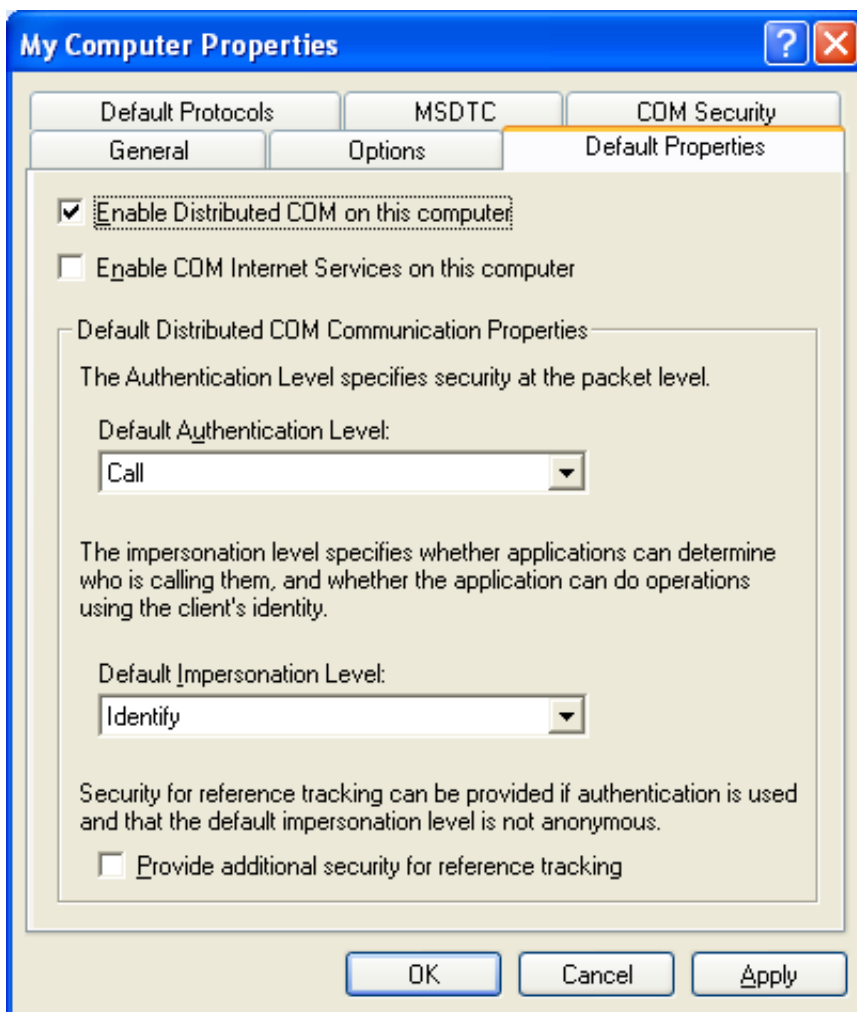 My Computer Properties
?
Default Protocols
MSDTC
COM Security
General
Options
Default Properties
Enable Distributed COM on this computer
Enable COM Internet Services on this computer
Default Distributed COM Communication Properties
The Authentication Level specifies security at the packet level.
Default Authentication Level:
Call
The impersonation level specifies whether applications can determine
who is calling them, and whether the application can do operations
using the client's identity.
Default Impersonation Level:
Identify
Security for reference tracking can be provided if authentication is used
and that the default impersonation level is not anonymous.
Provide additional security for reference tracking
OK
Cancel
Apply